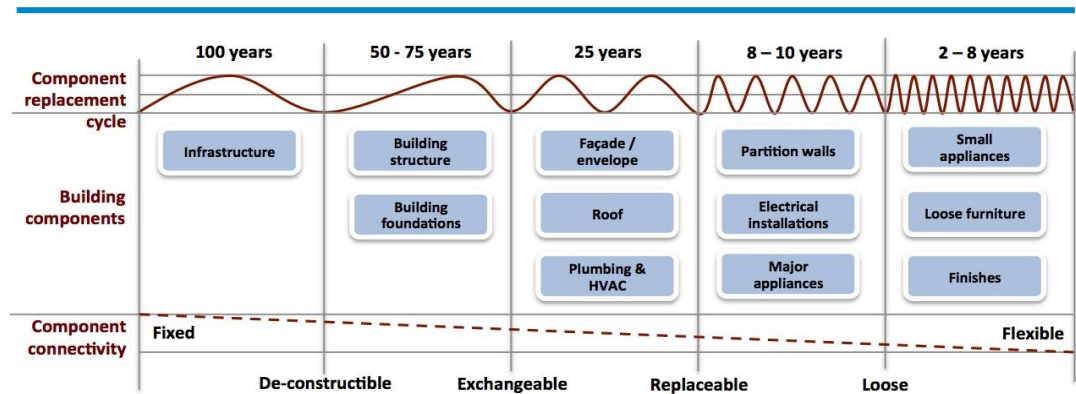 100 years
50 - 75 years
25 years
8 – 10 years
2 – 8 years
Component
replacement
cycle
Infrastructure
Building
structure
Façade /
envelope
Partition walls
Small
appliances
Building
components
Building
foundations
Roof
Electrical
installations
Loose furniture
Plumbing &
HVAC
Major
appliances
Finishes
Component
connectivity
Fixed
Flexible
De-constructible
Exchangeable
Replaceable
Loose